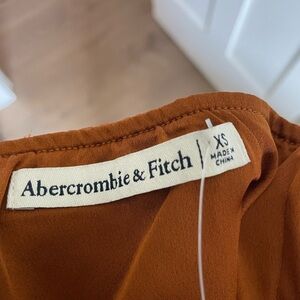 Abercrombie & Fitch
XS
MADE IN
CHINA